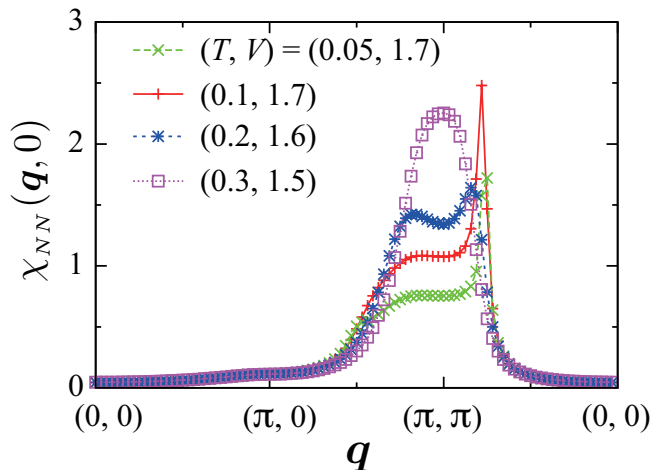 3
2
1
0
χNN(q, 0)
(T, V) = (0.05, 1.7)
(0.1, 1.7)
(0.2, 1.6)
(0.3, 1.5)
(0, 0) (π, 0) (π, π) (0, 0)
q